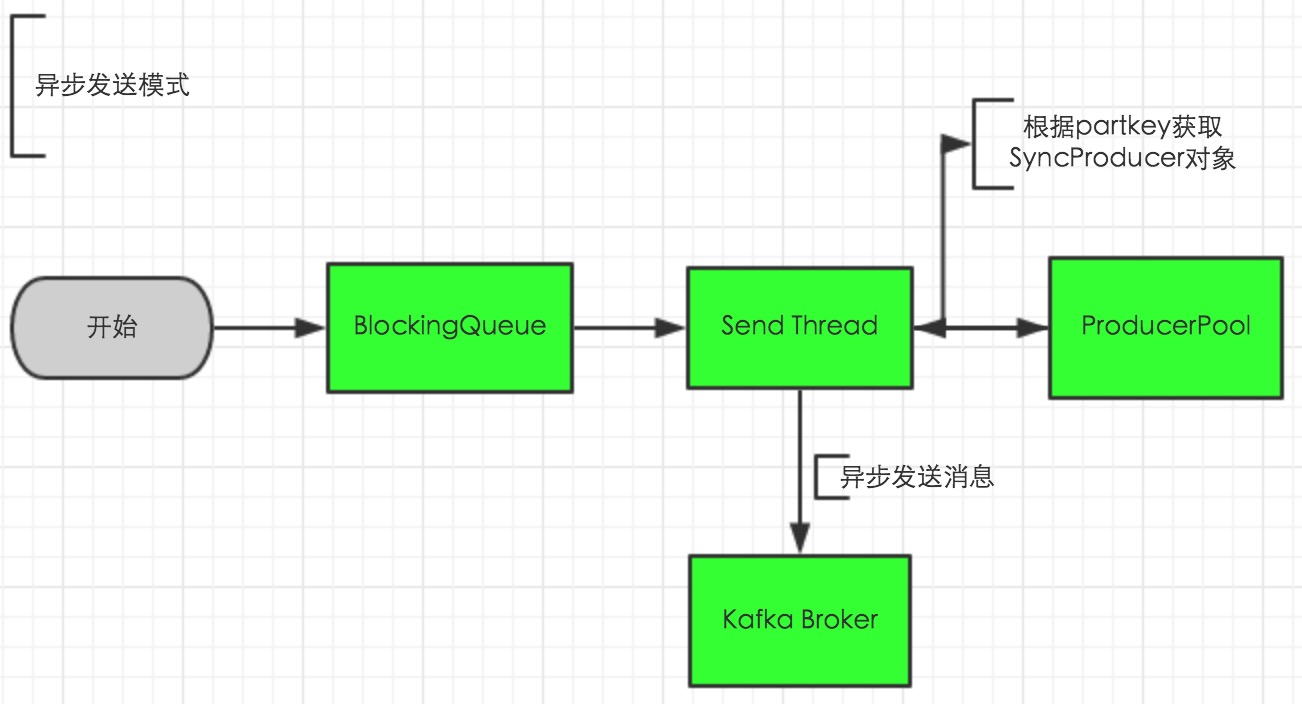 异步发送模式
根据partkey获取
SyncProducer对象
开始
BlockingQueue
Send Thread
ProducerPool
异步发送消息
Kafka Broker